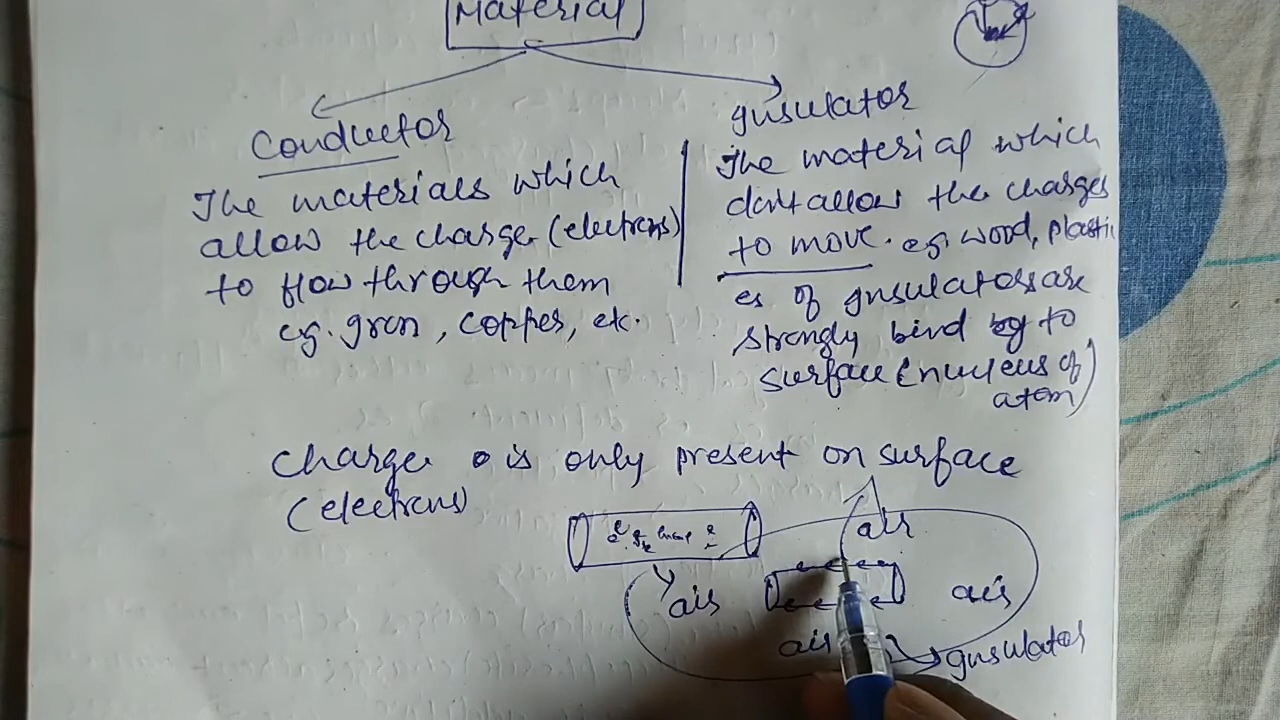 Material
Conductor
The materials which
allow the charge (electrons)
to flow through them
eg. Iron, Copper, etc.
Insulator
The material which
don't allow the charges
to move. eg. wood, plastic
es of Insulators are
strongly bind to
surface (nucleus of
atom)
Charge is only present on surface
(electrons)
air
air
air
air
Insulator